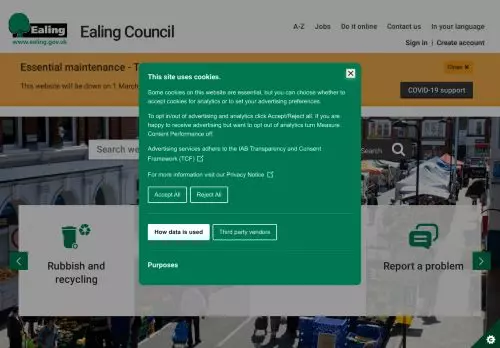 Ealing
www.ealing.gov.uk
Ealing Council
A-Z Jobs Do it online Contact us In your language
Sign in Create account
Essential maintenance - T
This website will be down on 1 March
Close
COVID-19 support
This site uses cookies.
Some cookies on this website are essential, but you can choose whether to
accept cookies for analytics or to set your advertising preferences.
To opt in/out of advertising and analytics click Accept/Reject all. If you are
happy to receive advertising but want to opt out of analytics turn Measure
Content Performance off.
Advertising services adhere to the IAB Transparency and Consent
Framework (TCF)
For more information visit our Privacy Notice
Accept All Reject All
How data is used Third party vendors
Purposes
Search we
Search
Rubbish and
recycling
Report a problem